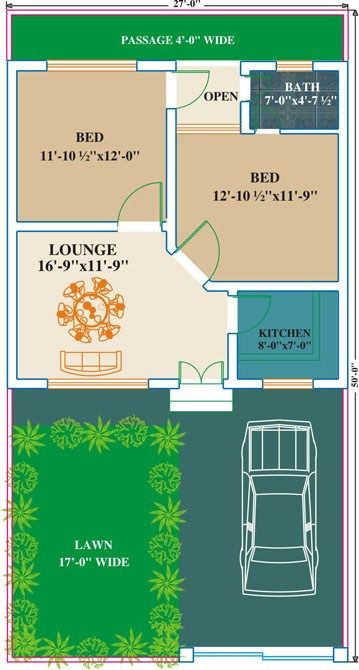 27'-0"
PASSAGE 4'-0" WIDE
OPEN
BATH
7'-0"x4'-7 ½"
BED
11'-10 ½"x12'-0"
BED
12'-10 ½"x11'-9"
LOUNGE
16'-9"x11'-9"
KITCHEN
8'-0"x7'-0"
50'-0"
LAWN
17'-0" WIDE